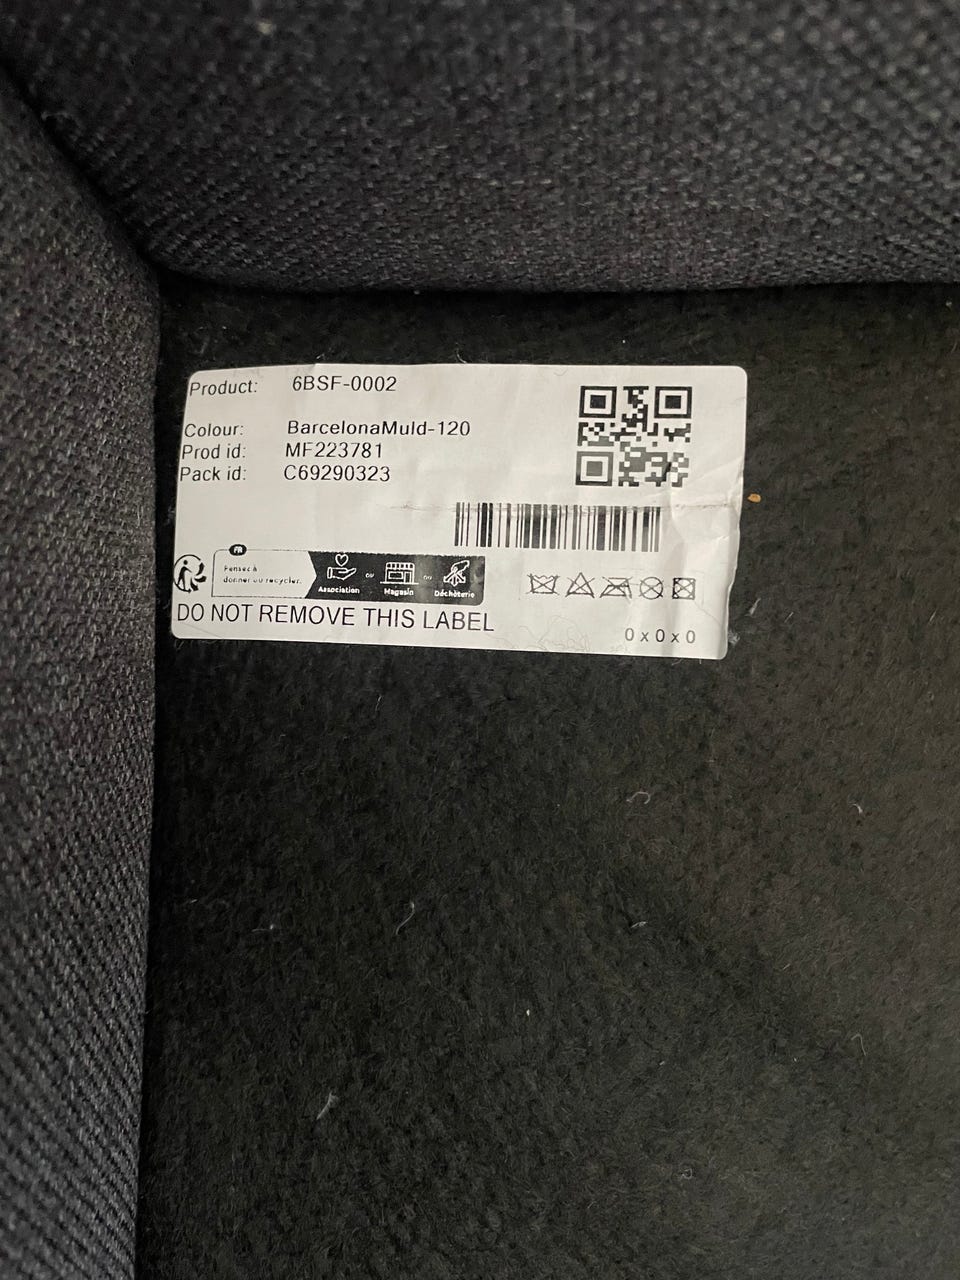 Product: 6BSF-0002
Colour: BarcelonaMuld-120
Prod id: MF223781
Pack id: C69290323
FR
Pensez à
donner ou recycler.
Association
ou
Magasin
ou
Déchèterie
DO NOT REMOVE THIS LABEL
0 x 0 x 0